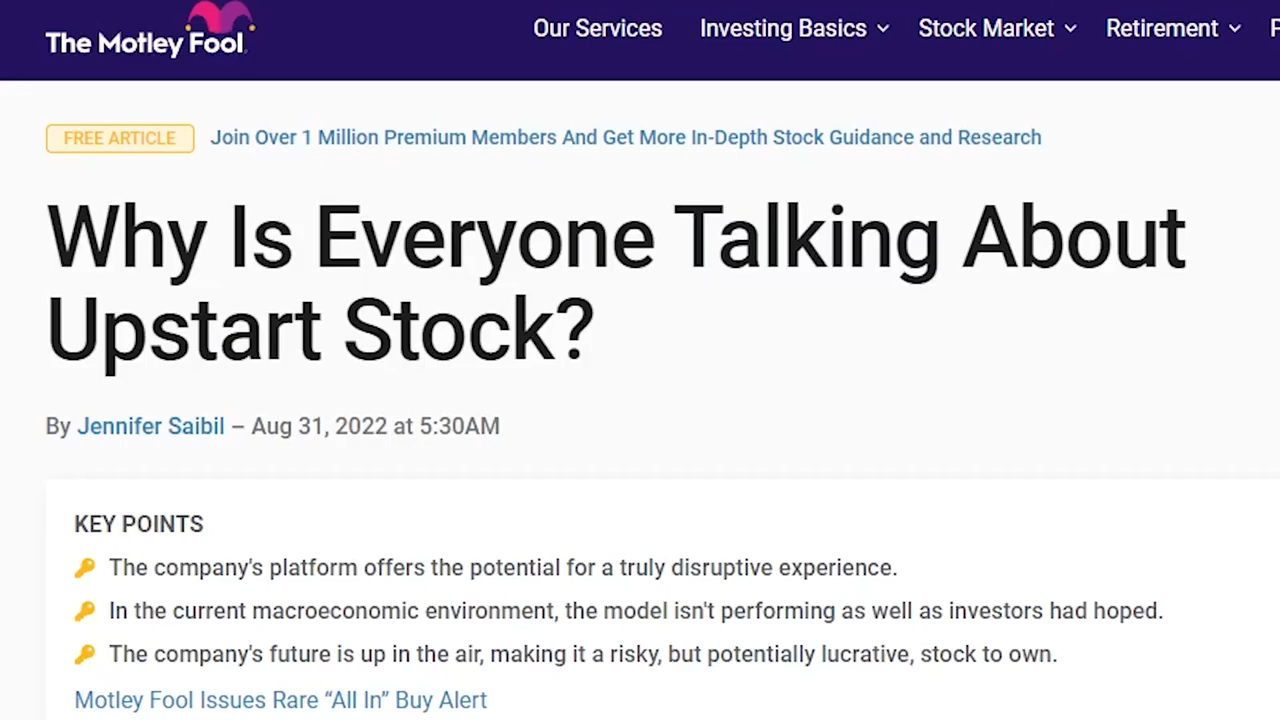 The Motley Fool
Our Services Investing Basics Stock Market Retirement
FREE ARTICLE Join Over 1 Million Premium Members And Get More In-Depth Stock Guidance and Research
Why Is Everyone Talking About
Upstart Stock?
By Jennifer Saibil – Aug 31, 2022 at 5:30AM
KEY POINTS
The company's platform offers the potential for a truly disruptive experience.
In the current macroeconomic environment, the model isn't performing as well as investors had hoped.
The company's future is up in the air, making it a risky, but potentially lucrative, stock to own.
Motley Fool Issues Rare “All In” Buy Alert